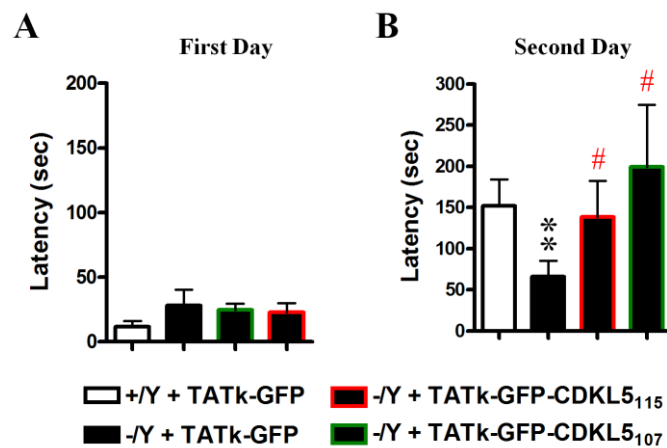 A
First Day
Latency (sec)
200
150
100
50
0
B
Second Day
Latency (sec)
300
250
200
150
100
50
0
**
#
#
+/Y + TATk-GFP
-/Y + TATk-GFP-CDKL5₁₁₅
-/Y + TATk-GFP
-/Y + TATk-GFP-CDKL5₁₀₇